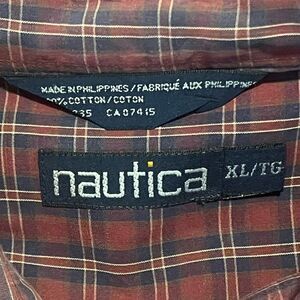 MADE IN PHILIPPINES / FABRIQUÉ AUX PHILIPPINES
COTTON/COTON
CA 07415
nautica
XL/TG